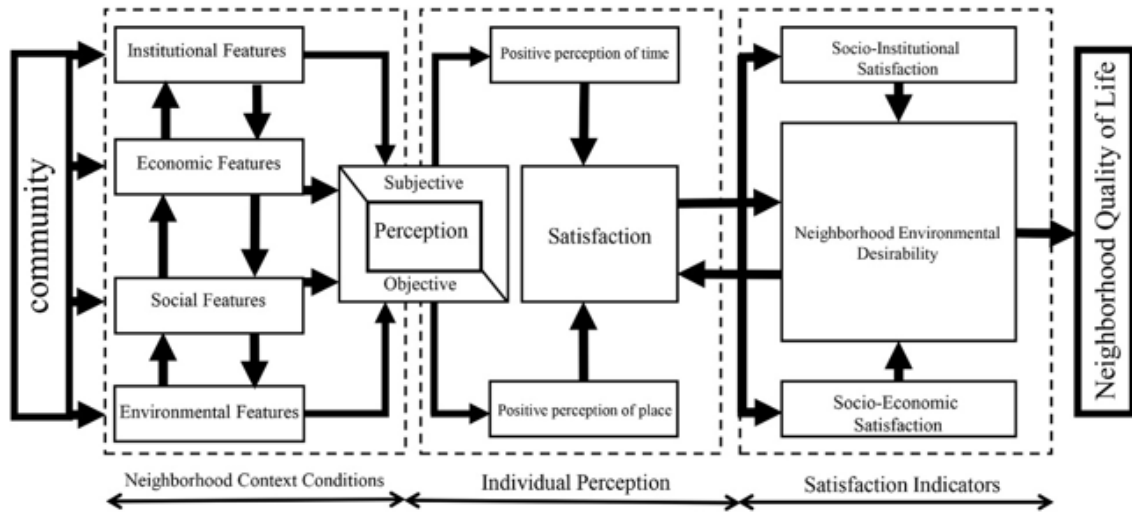 community
Institutional Features
Economic Features
Social Features
Environmental Features
Subjective
Perception
Objective
Positive perception of time
Satisfaction
Positive perception of place
Socio-Institutional
Satisfaction
Neighborhood Environmental
Desirability
Socio-Economic
Satisfaction
Neighborhood Quality of Life
Neighborhood Context Conditions
Individual Perception
Satisfaction Indicators